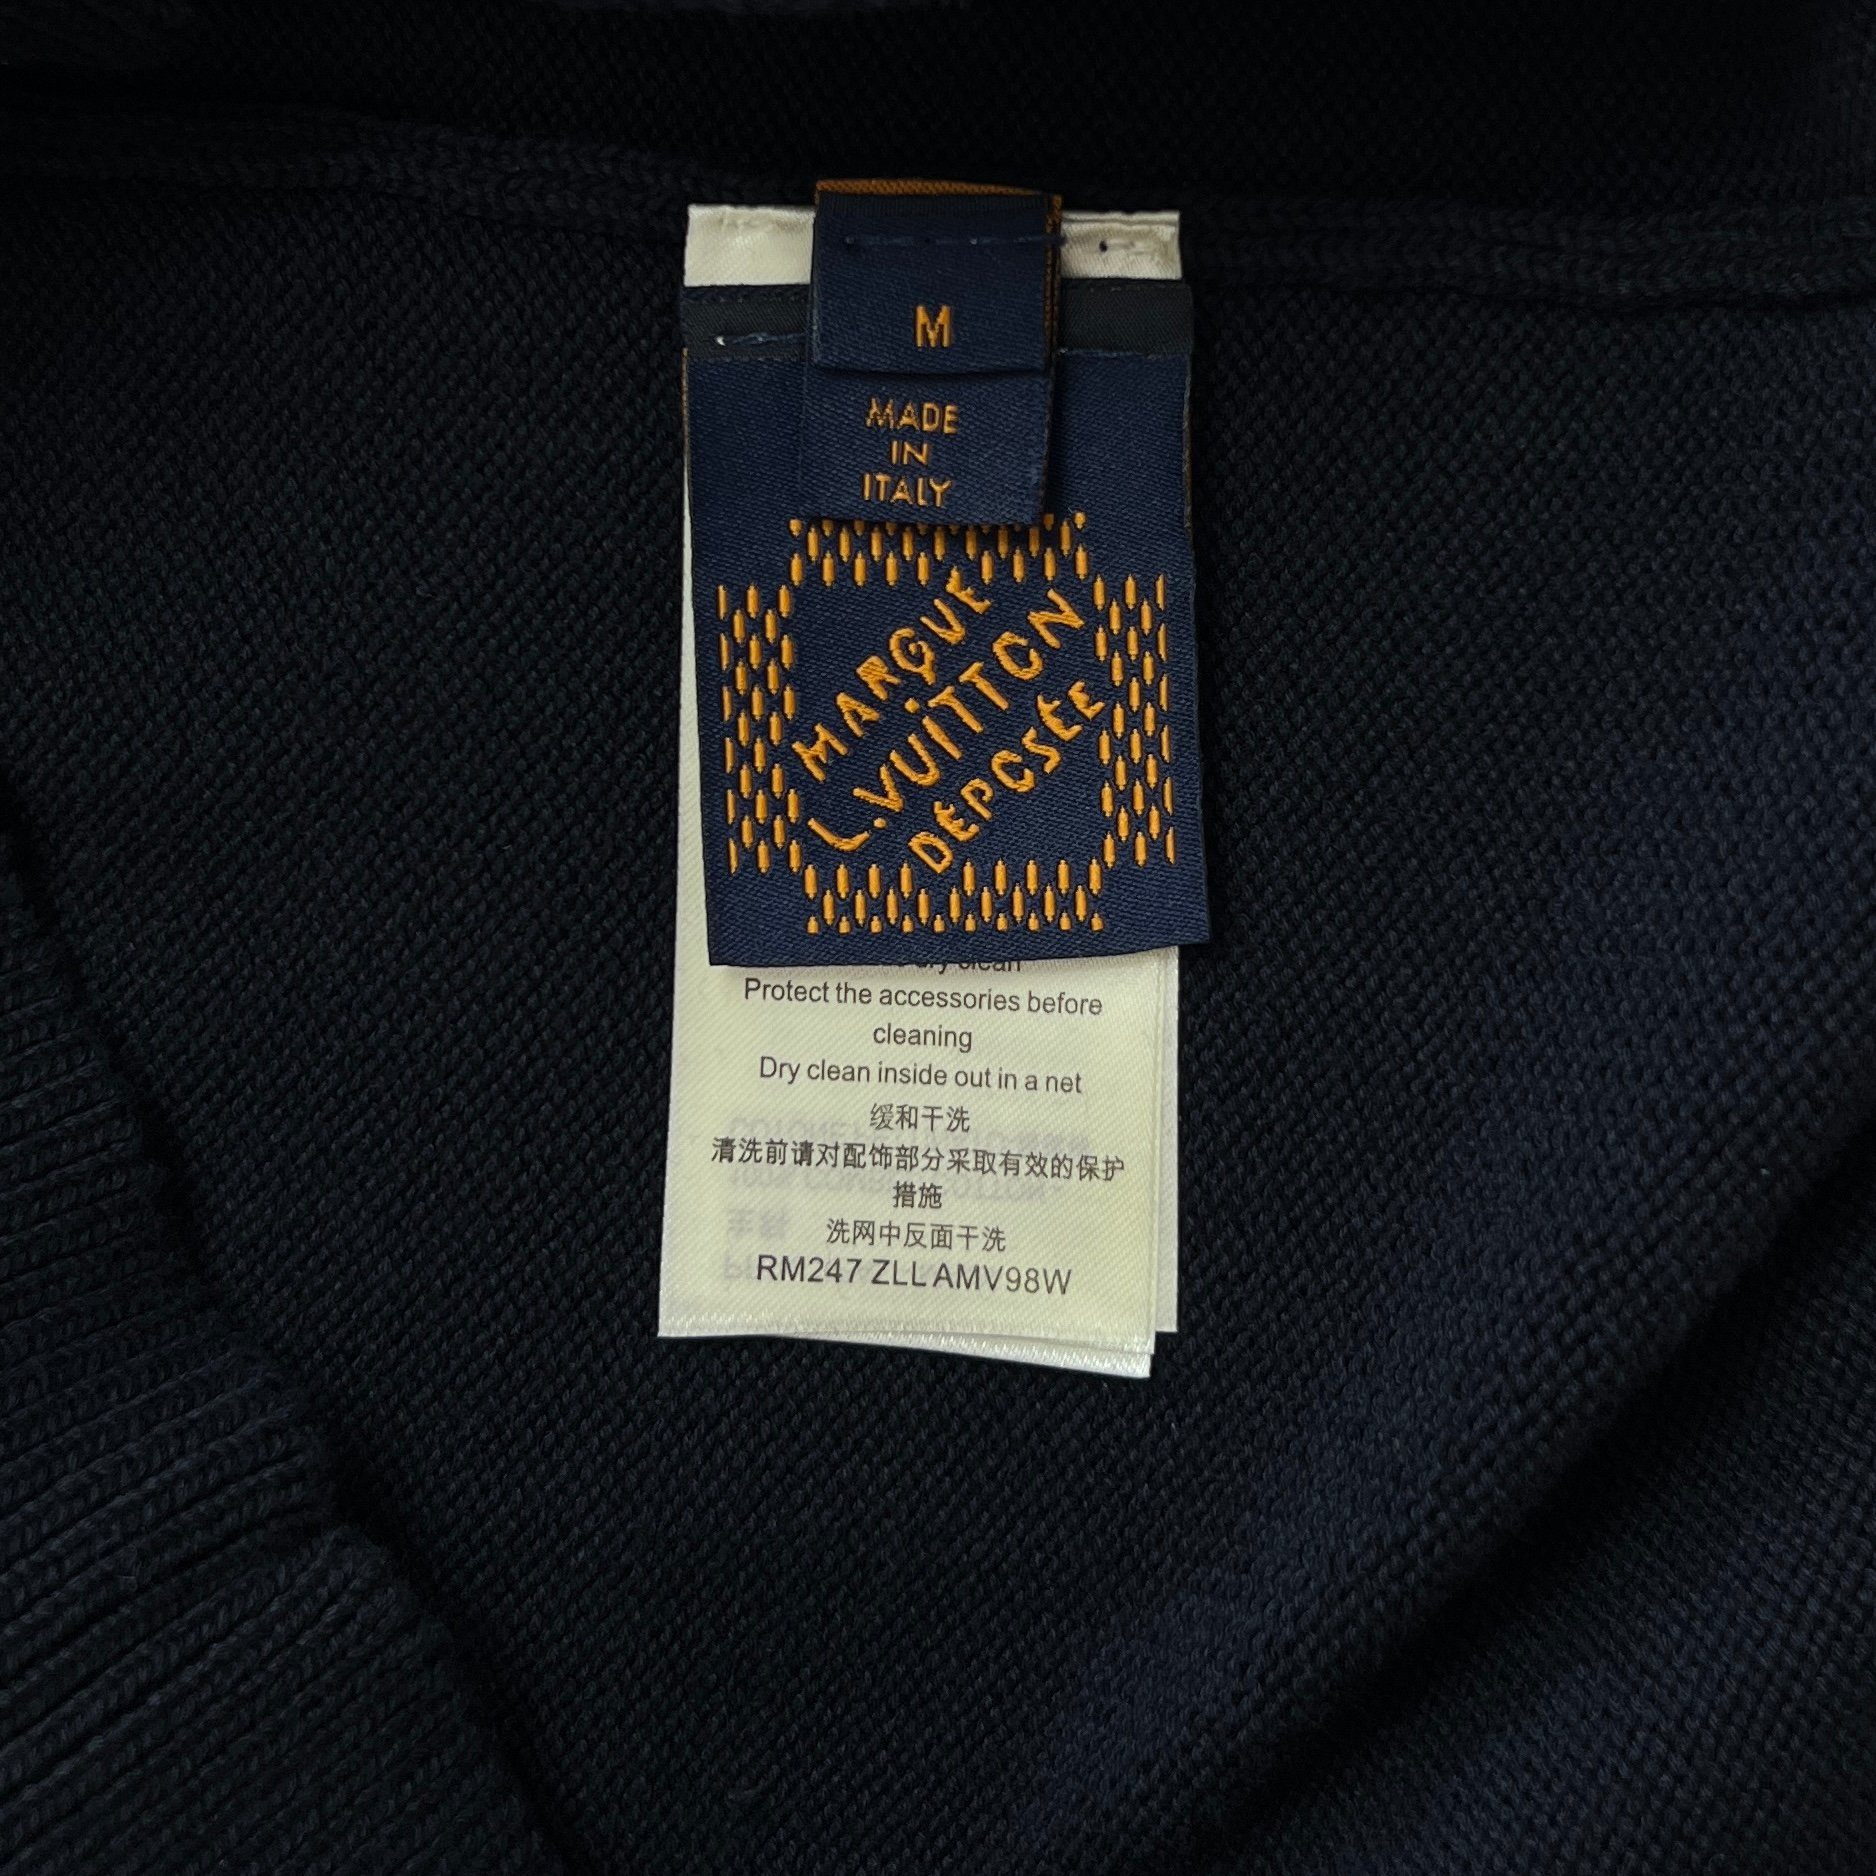 M
MADE
IN
ITALY
MARQUE
L.VUITTON
DÉPOSÉE
dry clean
Protect the accessories before
cleaning
Dry clean inside out in a net
缓和干洗
清洗前请对配饰部分采取有效的保护
措施
洗网中反面干洗
RM247 ZLL AMV98W